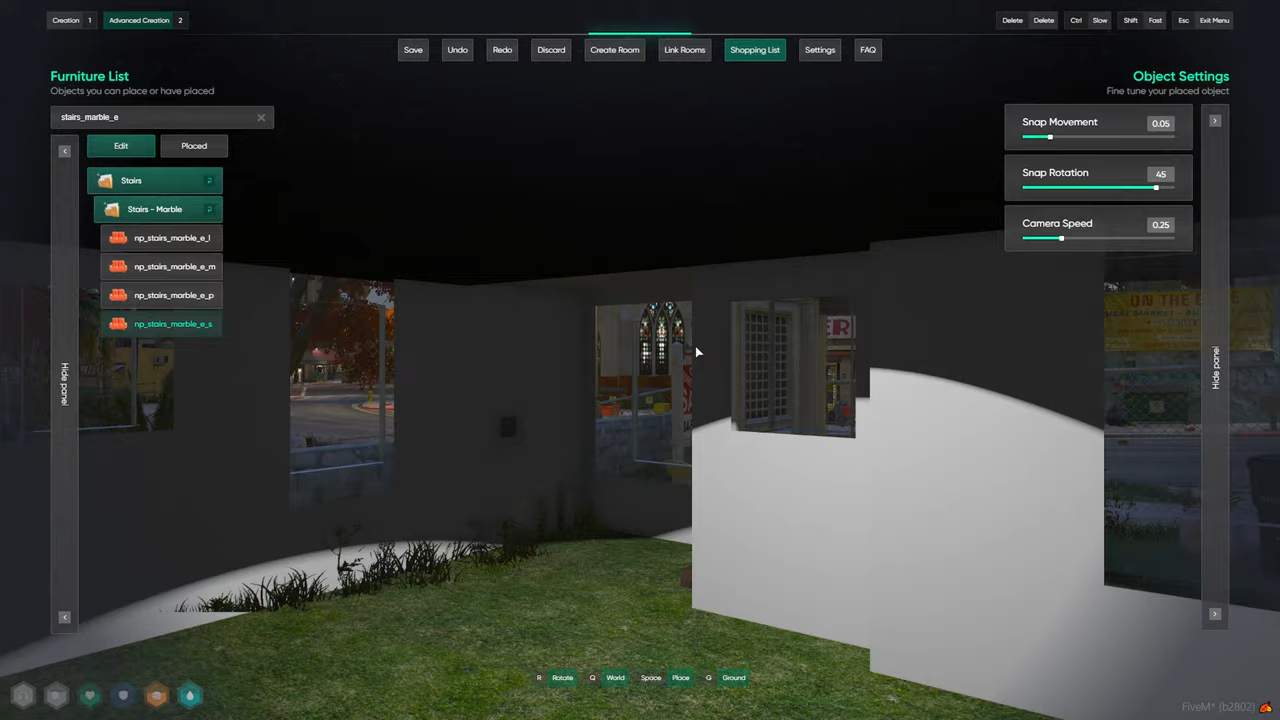 Creation 1 Advanced Creation 2
Delete Delete Ctrl Slow Shift Fast Esc Exit Menu
Save Undo Redo Discard Create Room Link Rooms Shopping List Settings FAQ
Furniture List
Objects you can place or have placed
stairs_marble_e
Edit Placed
Stairs
Stairs - Marble
np_stairs_marble_e_l
np_stairs_marble_e_m
np_stairs_marble_e_p
np_stairs_marble_e_s
Hide panel
Object Settings
Fine tune your placed object
Snap Movement 0.05
Snap Rotation 45
Camera Speed 0.25
Hide panel
ER
R Rotate Q World Space Place G Ground
FiveM* (b2802)